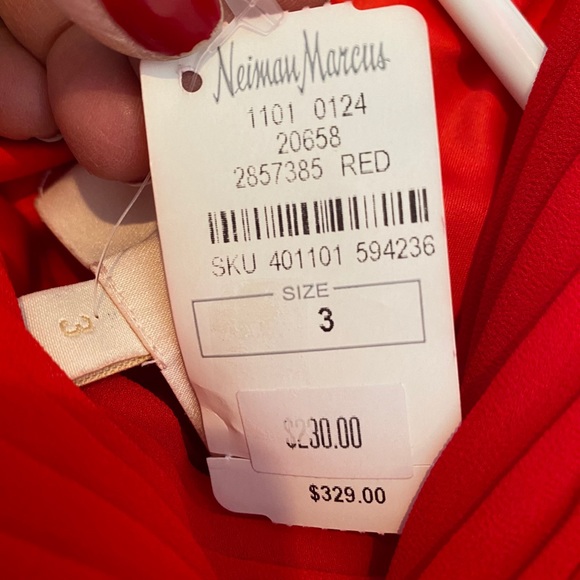 Neiman Marcus
1101 0124
20658
2857385 RED
SKU 401101 594236
SIZE
3
$230.00
$329.00
3